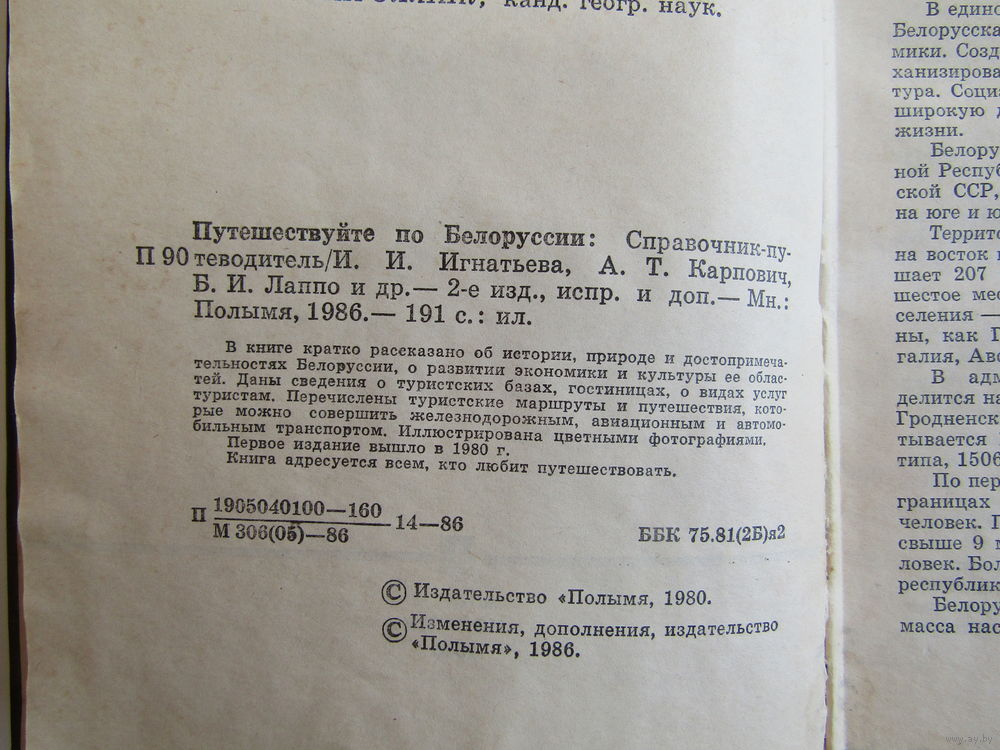 канд. геогр. наук.
Путешествуйте по Белоруссии: Справочник-пу-
П 90 теводитель/И. И. Игнатьева, А. Т. Карпович,
Б. И. Лаппо и др.— 2-е изд., испр. и доп.— Мн.:
Полымя, 1986.— 191 с.: ил.
В книге кратко рассказано об истории, природе и достопримеча-
тельностях Белоруссии, о развитии экономики и культуры ее облас-
тей. Даны сведения о туристских базах, гостиницах, о видах услуг
туристам. Перечислены туристские маршруты и путешествия, кото-
рые можно совершить железнодорожным, авиационным и автомо-
бильным транспортом. Иллюстрирована цветными фотографиями.
Первое издание вышло в 1980 г.
Книга адресуется всем, кто любит путешествовать.
П 1905040100—160
М 306(05)—86
14—86
ББК 75.81(2Б)я2
© Издательство «Полымя, 1980.
© Изменения, дополнения, издательство
«Полымя», 1986.
В
Белорусска
мики. Созд
ханизирова
тура. Социа
широкую
жизни.
Белору
ной Респуб
ской ССР,
на юге и ю
Террито
на восток
шает 207
шестое мес
селения —
ны, как
галия, Авс
В адм
делится на
Гродненск
тывается
типа, 1506
По пер
границах
человек.
свыше 9
ловек. Бол
республик
Белору
масса нас
www.ay.by